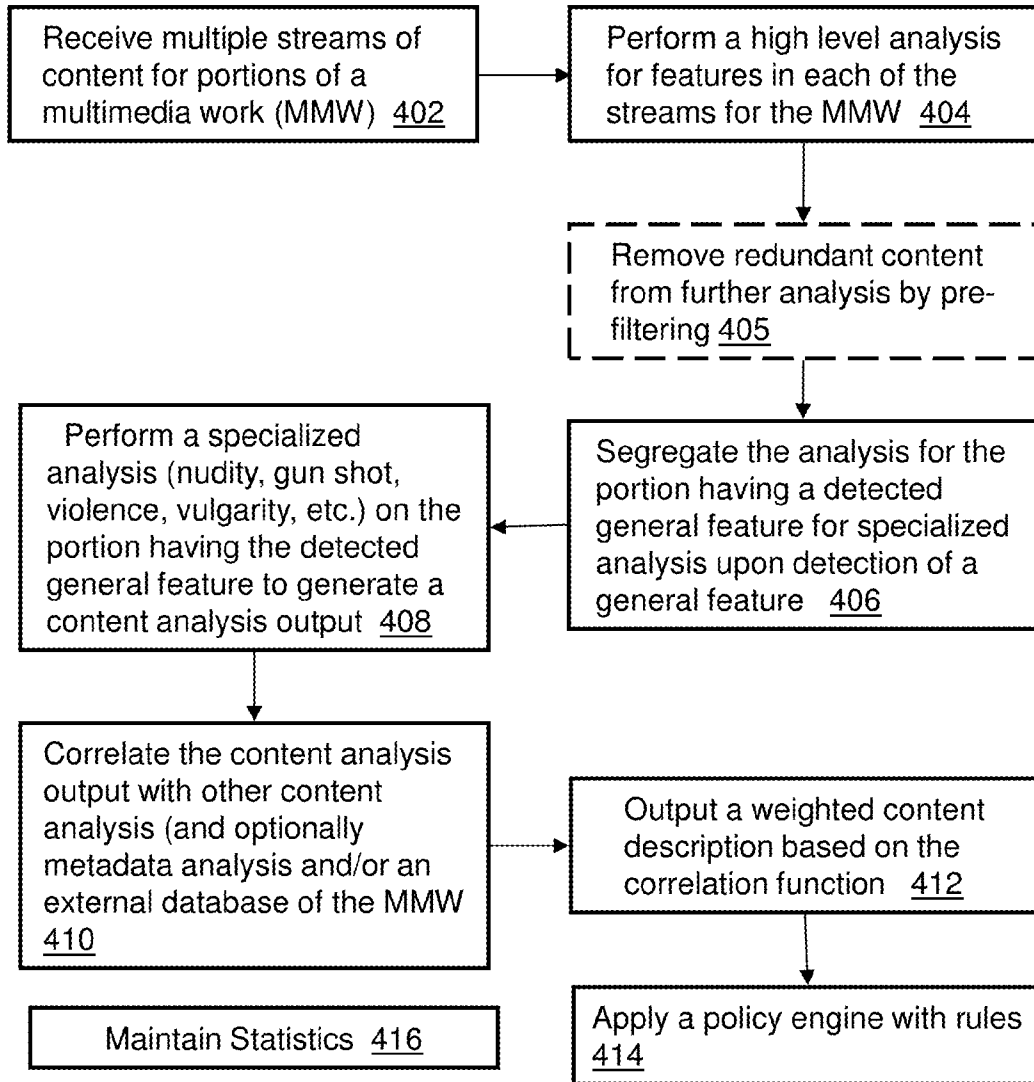 Receive multiple streams of
content for portions of a
multimedia work (MMW) 402
Perform a high level analysis
for features in each of the
streams for the MMW 404
Remove redundant content
from further analysis by pre-
filtering 405
Segregate the analysis for the
portion having a detected
general feature for specialized
analysis upon detection of a
general feature 406
Perform a specialized
analysis (nudity, gun shot,
violence, vulgarity, etc.) on the
portion having the detected
general feature to generate a
content analysis output 408
Correlate the content analysis
output with other content
analysis (and optionally
metadata analysis and/or an
external database of the MMW
410
Output a weighted content
description based on the
correlation function 412
Apply a policy engine with rules
414
Maintain Statistics 416